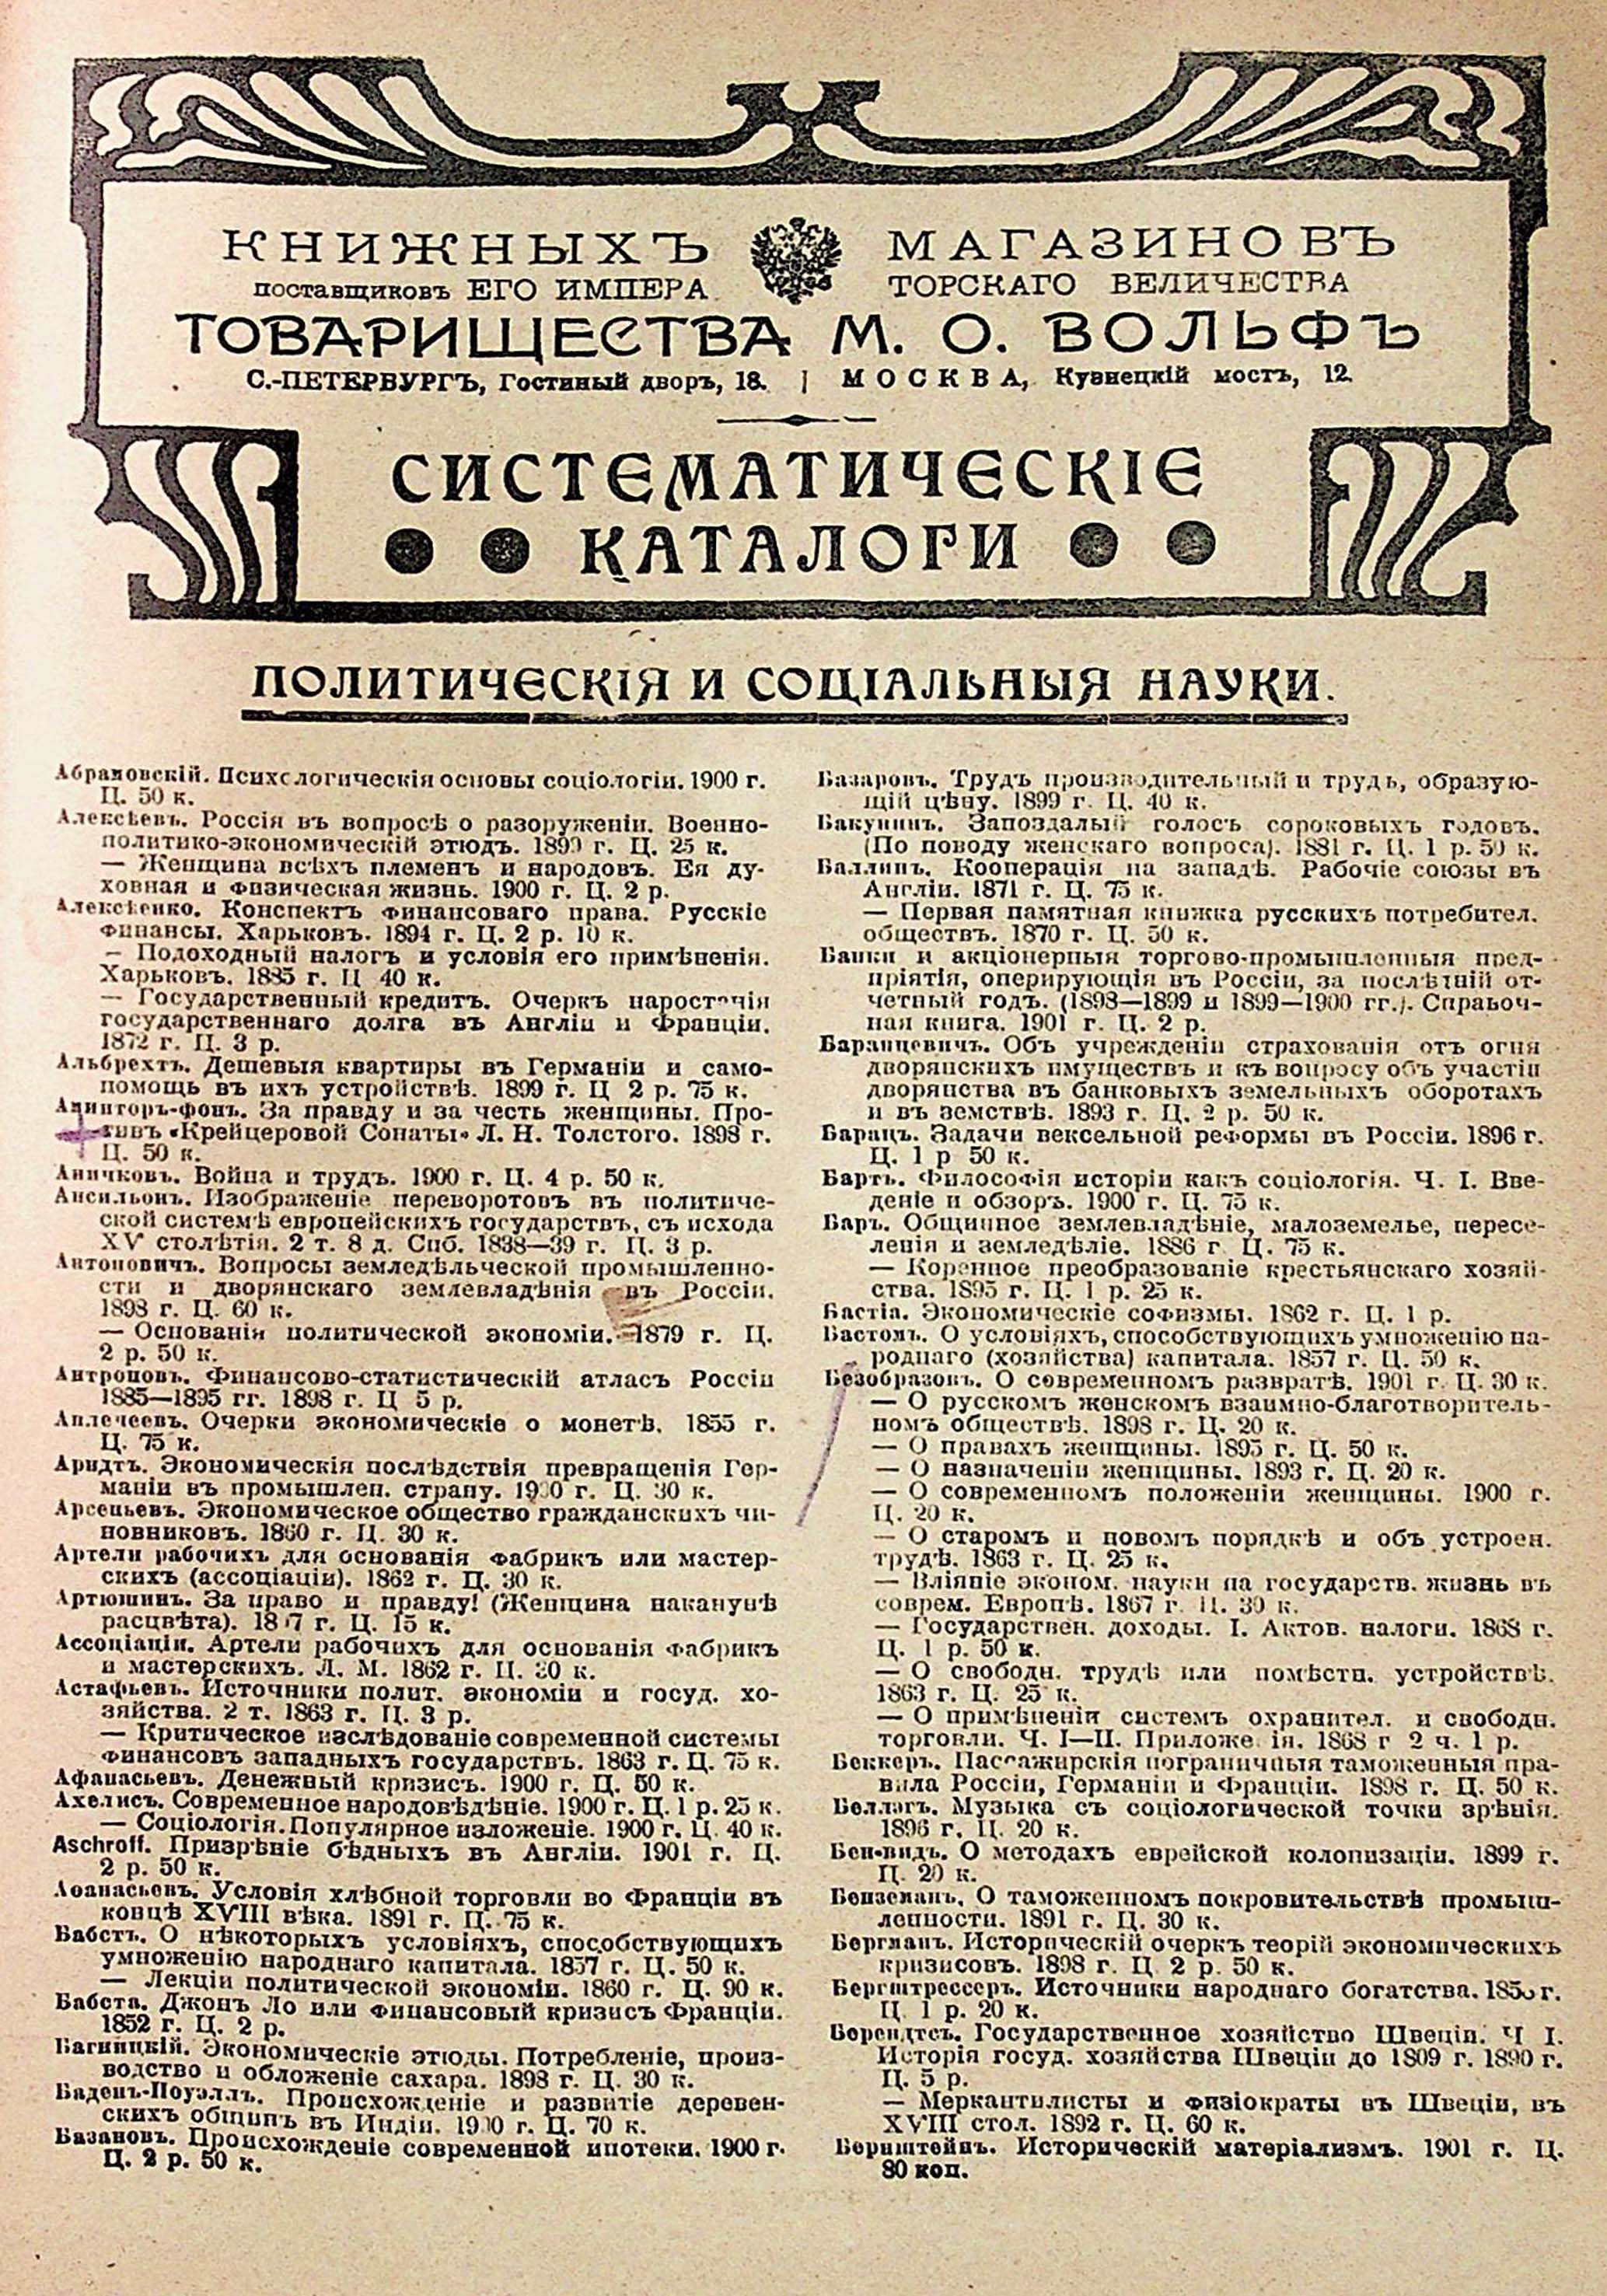 КНИЖНЫХЪ МАГАЗИНОВЪ
поставщиковъ ЕГО ИМПЕРАТОРСКАГО ВЕЛИЧЕСТВА
ТОВАРИЩЕСТВА М. О. ВОЛЬФЪ
С.-ПЕТЕРБУРГЪ, Гостиный дворъ, 18. | МОСКВА, Кузнецкій мостъ, 12.
СИСТЕМАТИЧЕСКІЕ
КАТАЛОГИ
ПОЛИТИЧЕСКІЯ И СОЦІАЛЬНЫЯ НАУКИ.
Абрамовскій. Психологическія основы соціологіи. 1900 г.
Ц. 50 к.
Алексѣевъ. Россія въ вопросѣ о разоруженіи. Военно-
политико-экономическій этюдъ. 1899 г. Ц. 25 к.
— Женщина всѣхъ племенъ и народовъ. Ея ду-
ховная и физическая жизнь. 1900 г. Ц. 2 р.
Алексѣенко. Конспектъ финансоваго права. Русскіе
финансы. Харьковъ. 1894 г. Ц. 2 р. 10 к.
— Подоходный налогъ и условія его примѣненія.
Харьковъ. 1885 г. Ц 40 к.
— Государственный кредитъ. Очеркъ наростанія
государственнаго долга въ Англіи и Франціи.
1872 г. Ц. 3 р.
Альбрехтъ. Дешевыя квартиры въ Германіи и само-
помощь въ ихъ устройствѣ. 1899 г. Ц 2 р. 75 к.
Апингоръ-фонъ. За правду и за честь женщины. Про-
тивъ «Крейцеровой Сонаты» Л. Н. Толстого. 1898 г.
Ц. 50 к.
Аничковъ. Война и трудъ. 1900 г. Ц. 4 р. 50 к.
Ансильонъ. Изображеніе переворотовъ въ политиче-
ской системѣ европейскихъ государствъ, съ исхода
XV столѣтія. 2 т. 8 д. Спб. 1838—39 г. Ц. 3 р.
Антоновичъ. Вопросы земледѣльческой промышленно-
сти и дворянскаго землевладѣнія въ Россіи.
1898 г. Ц. 60 к.
— Основанія политической экономіи. 1879 г. Ц.
2 р. 50 к.
Антроповъ. Финансово-статистическій атласъ Россіи
1885—1895 гг. 1898 г. Ц 5 р.
Аплечеевъ. Очерки экономическіе о монетѣ. 1855 г.
Ц. 75 к.
Арндтъ. Экономическія послѣдствія превращенія Гер-
маніи въ промышлен. страну. 1900 г. Ц. 30 к.
Арсеньевъ. Экономическое общество гражданскихъ чи-
новниковъ. 1860 г. Ц. 30 к.
Артели рабочихъ для основанія фабрикъ или мастер-
скихъ (ассоціаціи). 1862 г. Ц. 30 к.
Артюшинъ. За право и правду! (Женщина наканунѣ
расцвѣта). г. Ц. 15 к.
Ассоціаціи. Артели рабочихъ для основанія фабрикъ
и мастерскихъ. Л. М. 1862 г. Ц. 30 к.
Астафьевъ. Источники полит. экономіи и госуд. хо-
зяйства. 2 т. 1863 г. Ц. 3 р.
— Критическое изслѣдованіе современной системы
финансовъ западныхъ государствъ. 1863 г. Ц. 75 к.
Афанасьевъ. Денежный кризисъ. 1900 г. Ц. 50 к.
Ахелисъ. Современное народовѣдѣніе. 1900 г. Ц. 1 р. 25 к.
— Соціологія. Популярное изложеніе. 1900 г. Ц. 40 к.
Aschroff. Призрѣніе бѣдныхъ въ Англіи. 1901 г. Ц.
2 р. 50 к.
Аѳанасьевъ. Условія хлѣбной торговли во Франціи въ
концѣ XVIII вѣка. 1891 г. Ц. 75 к.
Бабстъ. О нѣкоторыхъ условіяхъ, способствующихъ
умноженію народнаго капитала. 1857 г. Ц. 50 к.
— Лекціи политической экономіи. 1860 г. Ц. 90 к.
Бабста. Джонъ Ло или финансовый кризисъ Франціи.
1852 г. Ц. 2 р.
Багницкій. Экономическіе этюды. Потребленіе, произ-
водство и обложеніе сахара. 1898 г. Ц. 30 к.
Баденъ-Поуэллъ. Происхожденіе и развитіе деревен-
скихъ общинъ въ Индіи. 1900 г. Ц. 70 к.
Базановъ. Происхожденіе современной ипотеки. 1900 г.
Ц. 2 р. 50 к.
Базаровъ. Трудъ производительный и трудъ, образую-
щій цѣну. 1899 г. Ц. 40 к.
Бакунинъ. Запоздалый голосъ сороковыхъ годовъ.
(По поводу женскаго вопроса). 1881 г. Ц. 1 р. 50 к.
Баллинъ. Кооперація на западѣ. Рабочіе союзы въ
Англіи. 1871 г. Ц. 75 к.
— Первая памятная книжка русскихъ потребител.
обществъ. 1870 г. Ц. 50 к.
Банки и акціонерныя торгово-промышленныя пред-
пріятія, оперирующія въ Россіи, за послѣдній от-
четный годъ. (1898—1899 и 1899—1900 гг.). Справоч-
ная книга. 1901 г. Ц. 2 р.
Баранцевичъ. Объ учрежденіи страхованія отъ огня
дворянскихъ имуществъ и къ вопросу объ участіи
дворянства въ банковыхъ земельныхъ оборотахъ
и въ земствѣ. 1893 г. Ц. 2 р. 50 к.
Барацъ. Задачи вексельной реформы въ Россіи. 1896 г.
Ц. 1 р 50 к.
Бартъ. Философія исторіи какъ соціологія. Ч. I. Вве-
деніе и обзоръ. 1900 г. Ц. 75 к.
Баръ. Общинное землевладѣніе, малоземелье, пересе-
ленія и земледѣліе. 1886 г Ц. 75 к.
— Коренное преобразованіе крестьянскаго хозяй-
ства. 1895 г. Ц. 1 р. 25 к.
Бастіа. Экономическіе софизмы. 1862 г. Ц. 1 р.
Бастомъ. О условіяхъ, способствующихъ умноженію на-
роднаго (хозяйства) капитала. 1857 г. Ц. 50 к.
Безобразовъ. О современномъ развратѣ. 1901 г. Ц. 30 к.
— О русскомъ женскомъ взаимно-благотворитель-
номъ обществѣ. 1898 г. Ц. 20 к.
— О правахъ женщины. 1895 г. Ц. 50 к.
— О назначеніи женщины. 1893 г. Ц. 20 к.
— О современномъ положеніи женщины. 1900 г.
Ц. 20 к.
— О старомъ и новомъ порядкѣ и объ устроен.
трудѣ. 1863 г. Ц. 25 к.
— Вліяніе эконом. науки на государств. жизнь въ
соврем. Европѣ. 1867 г. Ц. 30 к.
— Государствен. доходы. I. Актов. налоги. 1868 г.
Ц. 1 р. 50 к.
— О свободн. трудѣ или помѣстн. устройствѣ.
1863 г. Ц. 25 к.
— О примѣненіи системъ охранител. и свободн.
торговли. Ч. I—II. Приложенія. 1868 г 2 ч. 1 р.
Беккеръ. Пассажирскія пограничныя таможенныя пра-
вила Россіи, Германіи и Франціи. 1898 г. Ц. 50 к.
Беллэгъ. Музыка съ соціологической точки зрѣнія.
1896 г. Ц. 20 к.
Бен-видъ. О методахъ еврейской колонизаціи. 1899 г.
Ц. 20 к.
Бенземанъ. О таможенномъ покровительствѣ промыш-
ленности. 1891 г. Ц. 30 к.
Бергманъ. Историческій очеркъ теорій экономическихъ
кризисовъ. 1898 г. Ц 2 р. 50 к.
Бергштрессеръ. Источники народнаго богатства. г.
Ц. 1 р. 20 к.
Берендтсъ. Государственное хозяйство Швеціи. Ч I.
Исторія госуд. хозяйства Швеціи до 1809 г. 1890 г.
Ц. 5 р.
— Меркантилисты и физіократы въ Швеціи, въ
XVIII стол. 1892 г. Ц. 60 к.
Бернштейнъ. Историческій матеріализмъ. 1901 г. Ц.
80 коп.